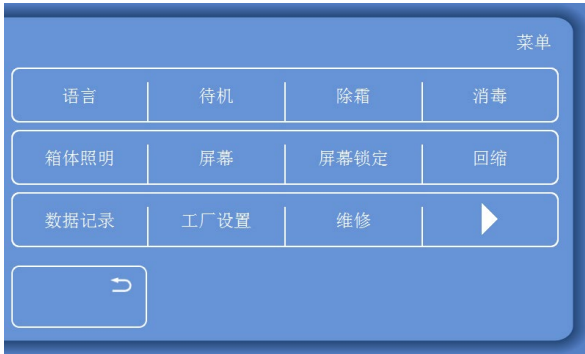 菜单
语言 待机 除霜 消毒
箱体照明 屏幕 屏幕锁定 回缩
数据记录 工厂设置 维修